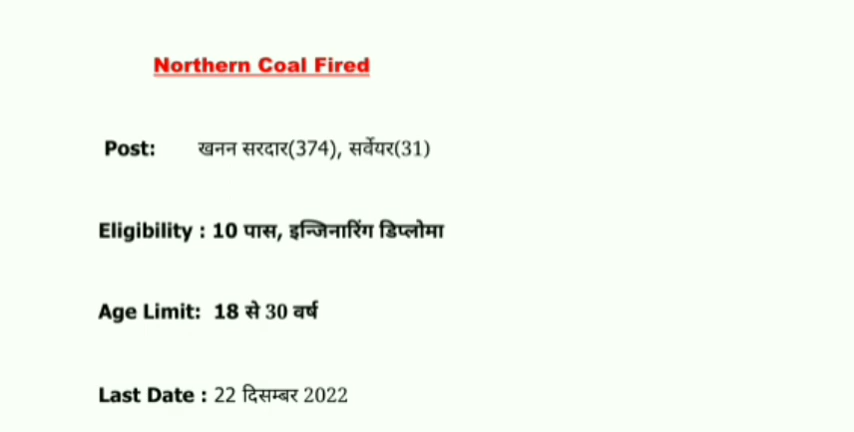 Northern Coal Fired
Post: खनन सरदार(374), सर्वेयर(31)
Eligibility : 10 पास, इन्जिनारिंग डिप्लोमा
Age Limit: 18 से 30 वर्ष
Last Date : 22 दिसम्बर 2022